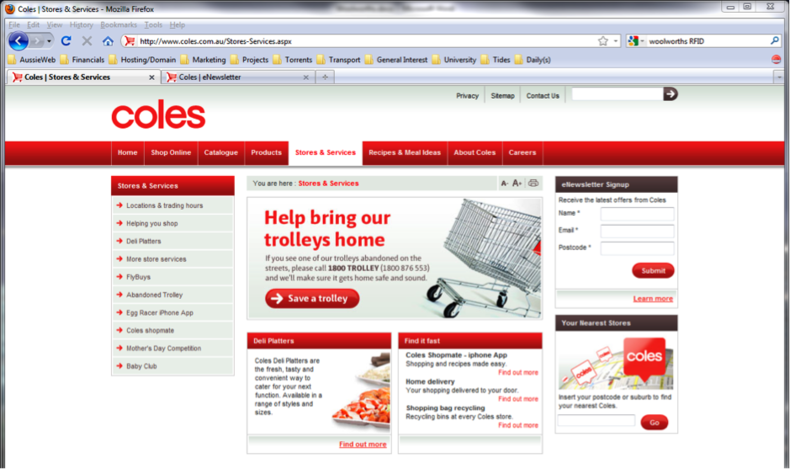 Coles | Stores & Services - Mozilla Firefox
File Edit View History Bookmarks Tools Help
http://www.coles.com.au/Stores-Services.aspx
woolworths RFID
AussieWeb Financials Hosting/Domain Marketing Projects Torrents Transport General Interest University Tides Daily(s)
Coles | Stores & Services
Coles | eNewsletter
Privacy Sitemap Contact Us
coles
Home Shop Online Catalogue Products Stores & Services Recipes & Meal Ideas About Coles Careers
Stores & Services
Locations & trading hours
Helping you shop
Deli Platters
More store services
FlyBuys
Abandoned Trolley
Egg Racer iPhone App
Coles shopmate
Mother's Day Competition
Baby Club
You are here : Stores & Services
A- A+
Help bring our
trolleys home
If you see one of our trolleys abandoned on the
streets, please call 1800 TROLLEY (1800 876 553)
and we'll make sure it gets home safe and sound.
Save a trolley
Deli Platters
Coles Deli Platters are
the fresh, tasty and
convenient way to
cater for your next
function. Available in a
range of styles and
sizes.
Find out more
Find it fast
Coles Shopmate - iphone App
Shopping and recipes made easy.
Find out more
Home delivery
Your shopping delivered to your door.
Find out more
Shopping bag recycling
Recycling bins at every Coles store.
Find out more
eNewsletter Signup
Receive the latest offers from Coles
Name *
Email *
Postcode *
Submit
Learn more
Your Nearest Stores
coles
Insert your postcode or suburb to find
your nearest Coles.
Go